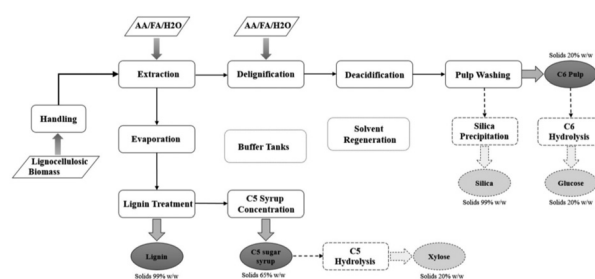 AA/FA/H2O
AA/FA/H2O
Solids 20% w/w
Extraction
Delignification
Deacidification
Pulp Washing
C6 Pulp
Handling
Evaporation
Buffer Tanks
Solvent
Regeneration
Silica
Precipitation
C6
Hydrolysis
Lignocellulosic
Biomass
Silica
Glucose
Solids 99% w/w
Solids 20% w/w
Lignin Treatment
C5 Syrup
Concentration
Lignin
C5 sugar
syrup
C5
Hydrolysis
Xylose
Solids 99% w/w
Solids 65% w/w
Solids 20% w/w